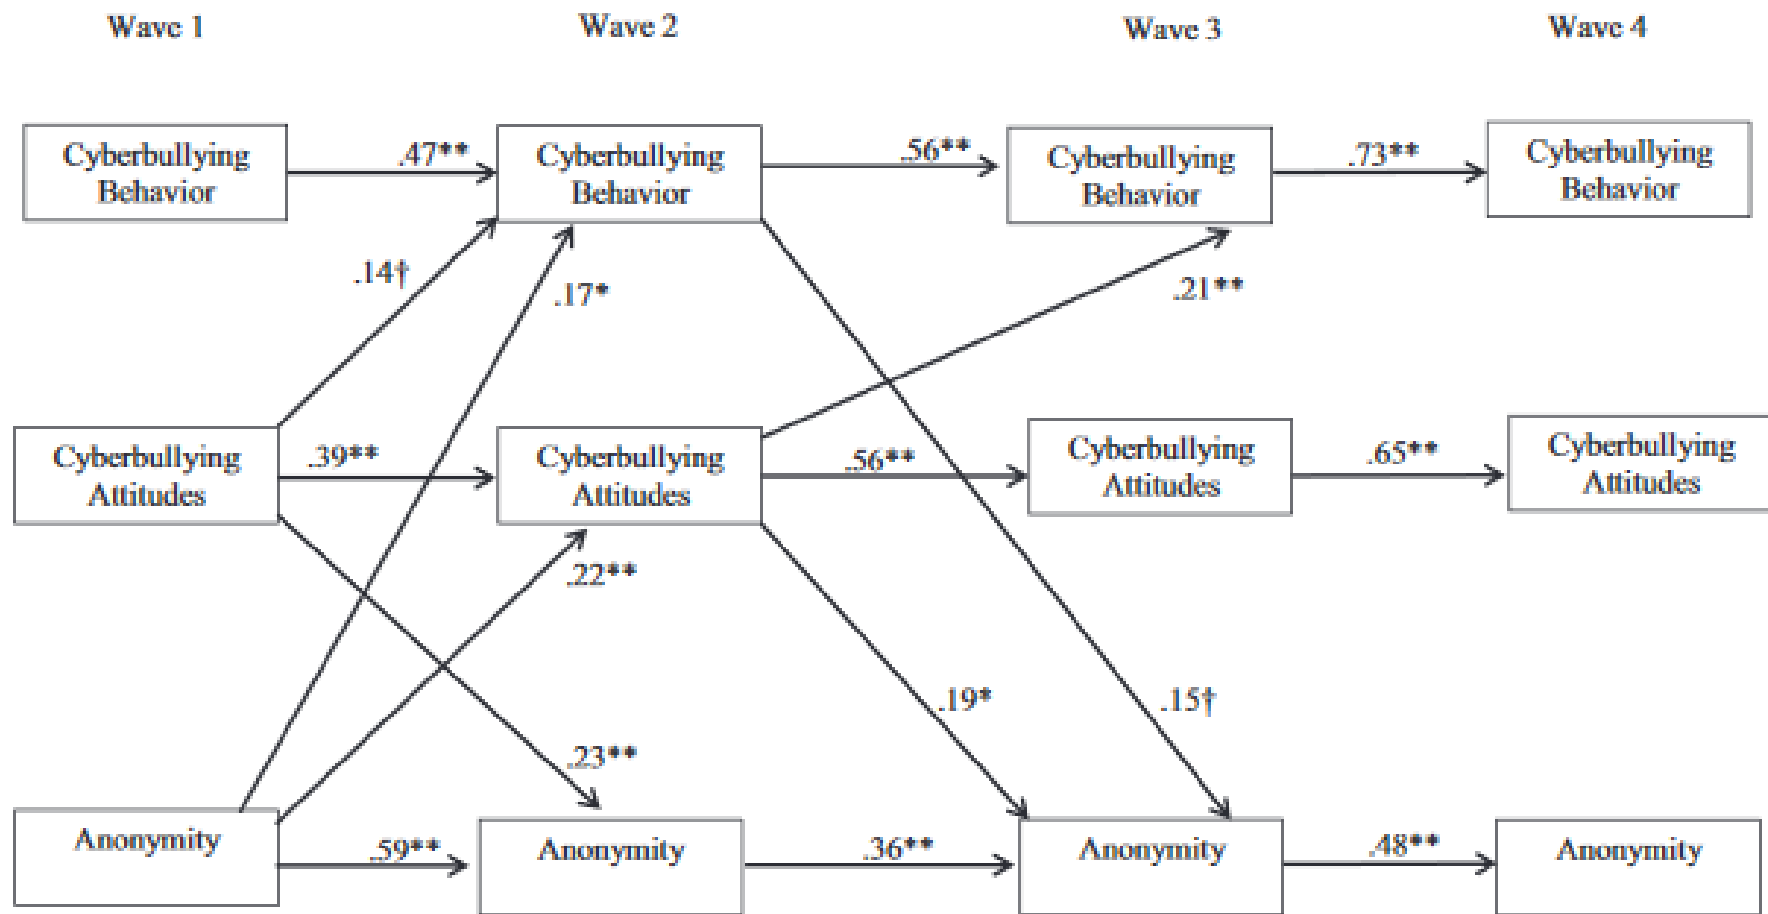 Wave 1
Wave 2
Wave 3
Wave 4
Cyberbullying
Behavior
.47**
Cyberbullying
Behavior
.56**
Cyberbullying
Behavior
.73**
Cyberbullying
Behavior
.14†
.17*
.21**
Cyberbullying
Attitudes
.39**
Cyberbullying
Attitudes
.56**
Cyberbullying
Attitudes
.65**
Cyberbullying
Attitudes
.22**
.19*
.15†
.23**
Anonymity
.59**
Anonymity
.36**
Anonymity
.48**
Anonymity